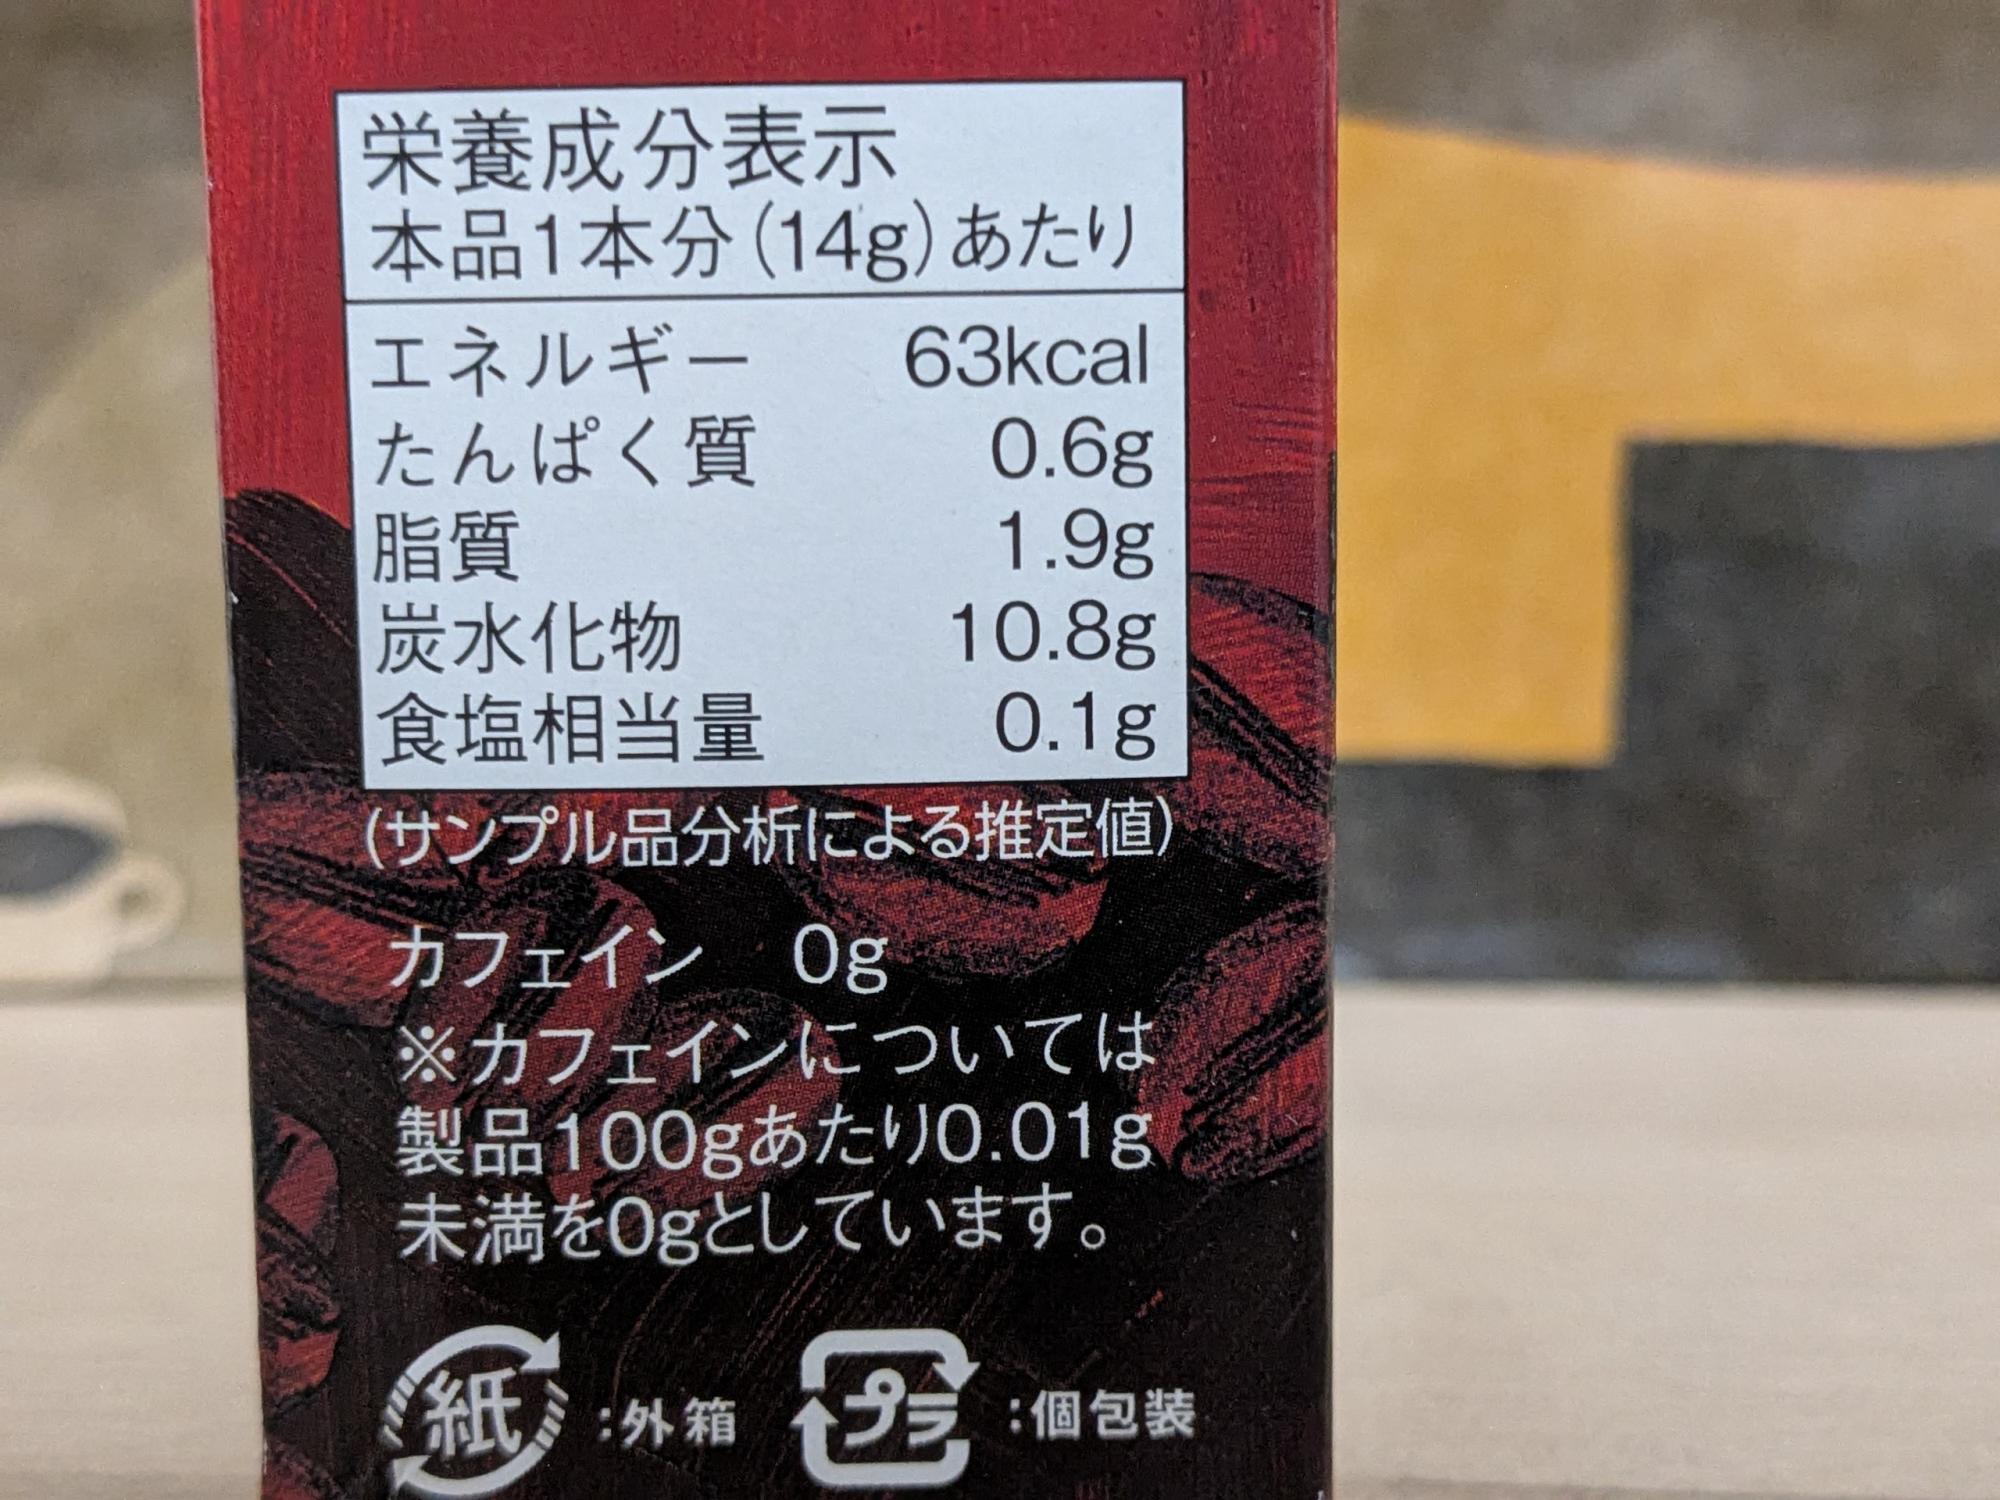 栄養成分表示
本品1本分(14g)あたり
エネルギー 63kcal
たんぱく質 0.6g
脂質 1.9g
炭水化物 10.8g
食塩相当量 0.1g
(サンプル品分析による推定値)
カフェイン 0g
※カフェインについては
製品100gあたり0.01g
未満を0gとしています。
紙 :外箱 プラ :個包装